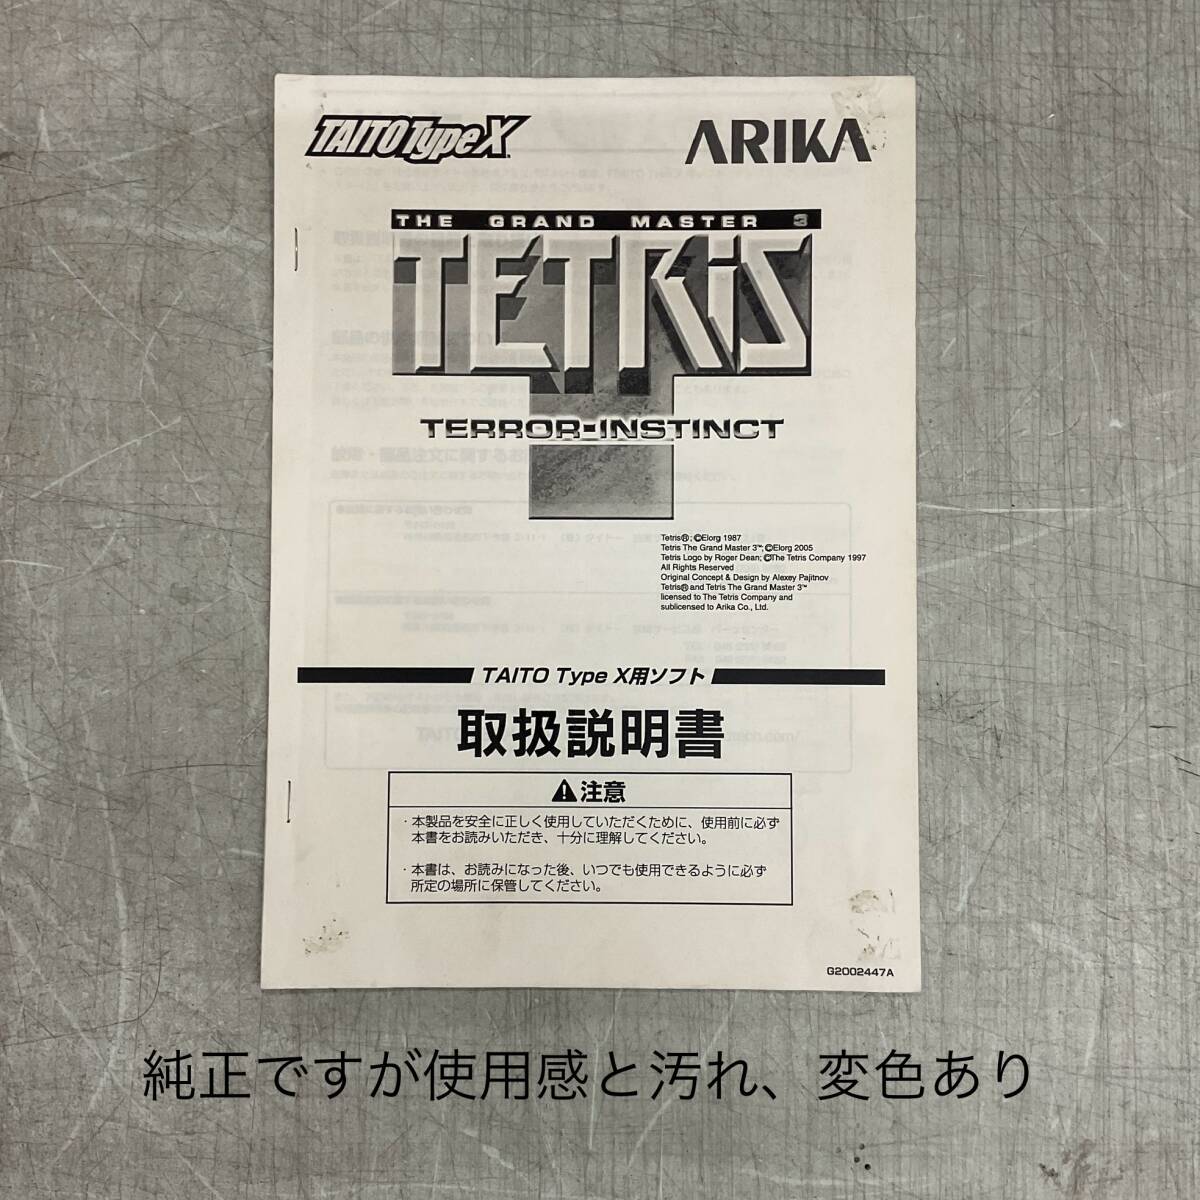 TAITO Type X
ARIKA
THE GRAND MASTER 3
TETRiS
TERROR-INSTINCT
Tetris®;©Elorg 1987
Tetris The Grand Master 3™;©Elorg 2005
Tetris Logo by Roger Dean;©The Tetris Company 1997
All Rights Reserved
Original Concept & Design by Alexey Pajitnov
Tetris® and Tetris The Grand Master 3™
licensed to The Tetris Company and
sublicensed to Arika Co., Ltd.
TAITO Type X用ソフト
取扱説明書
⚠注意
・本製品を安全に正しく使用していただくために、使用前に必ず
本書をお読みいただき、十分に理解してください。
・本書は、お読みになった後、いつでも使用できるように必ず
所定の場所に保管してください。
G2002447A
純正ですが使用感と汚れ、変色あり